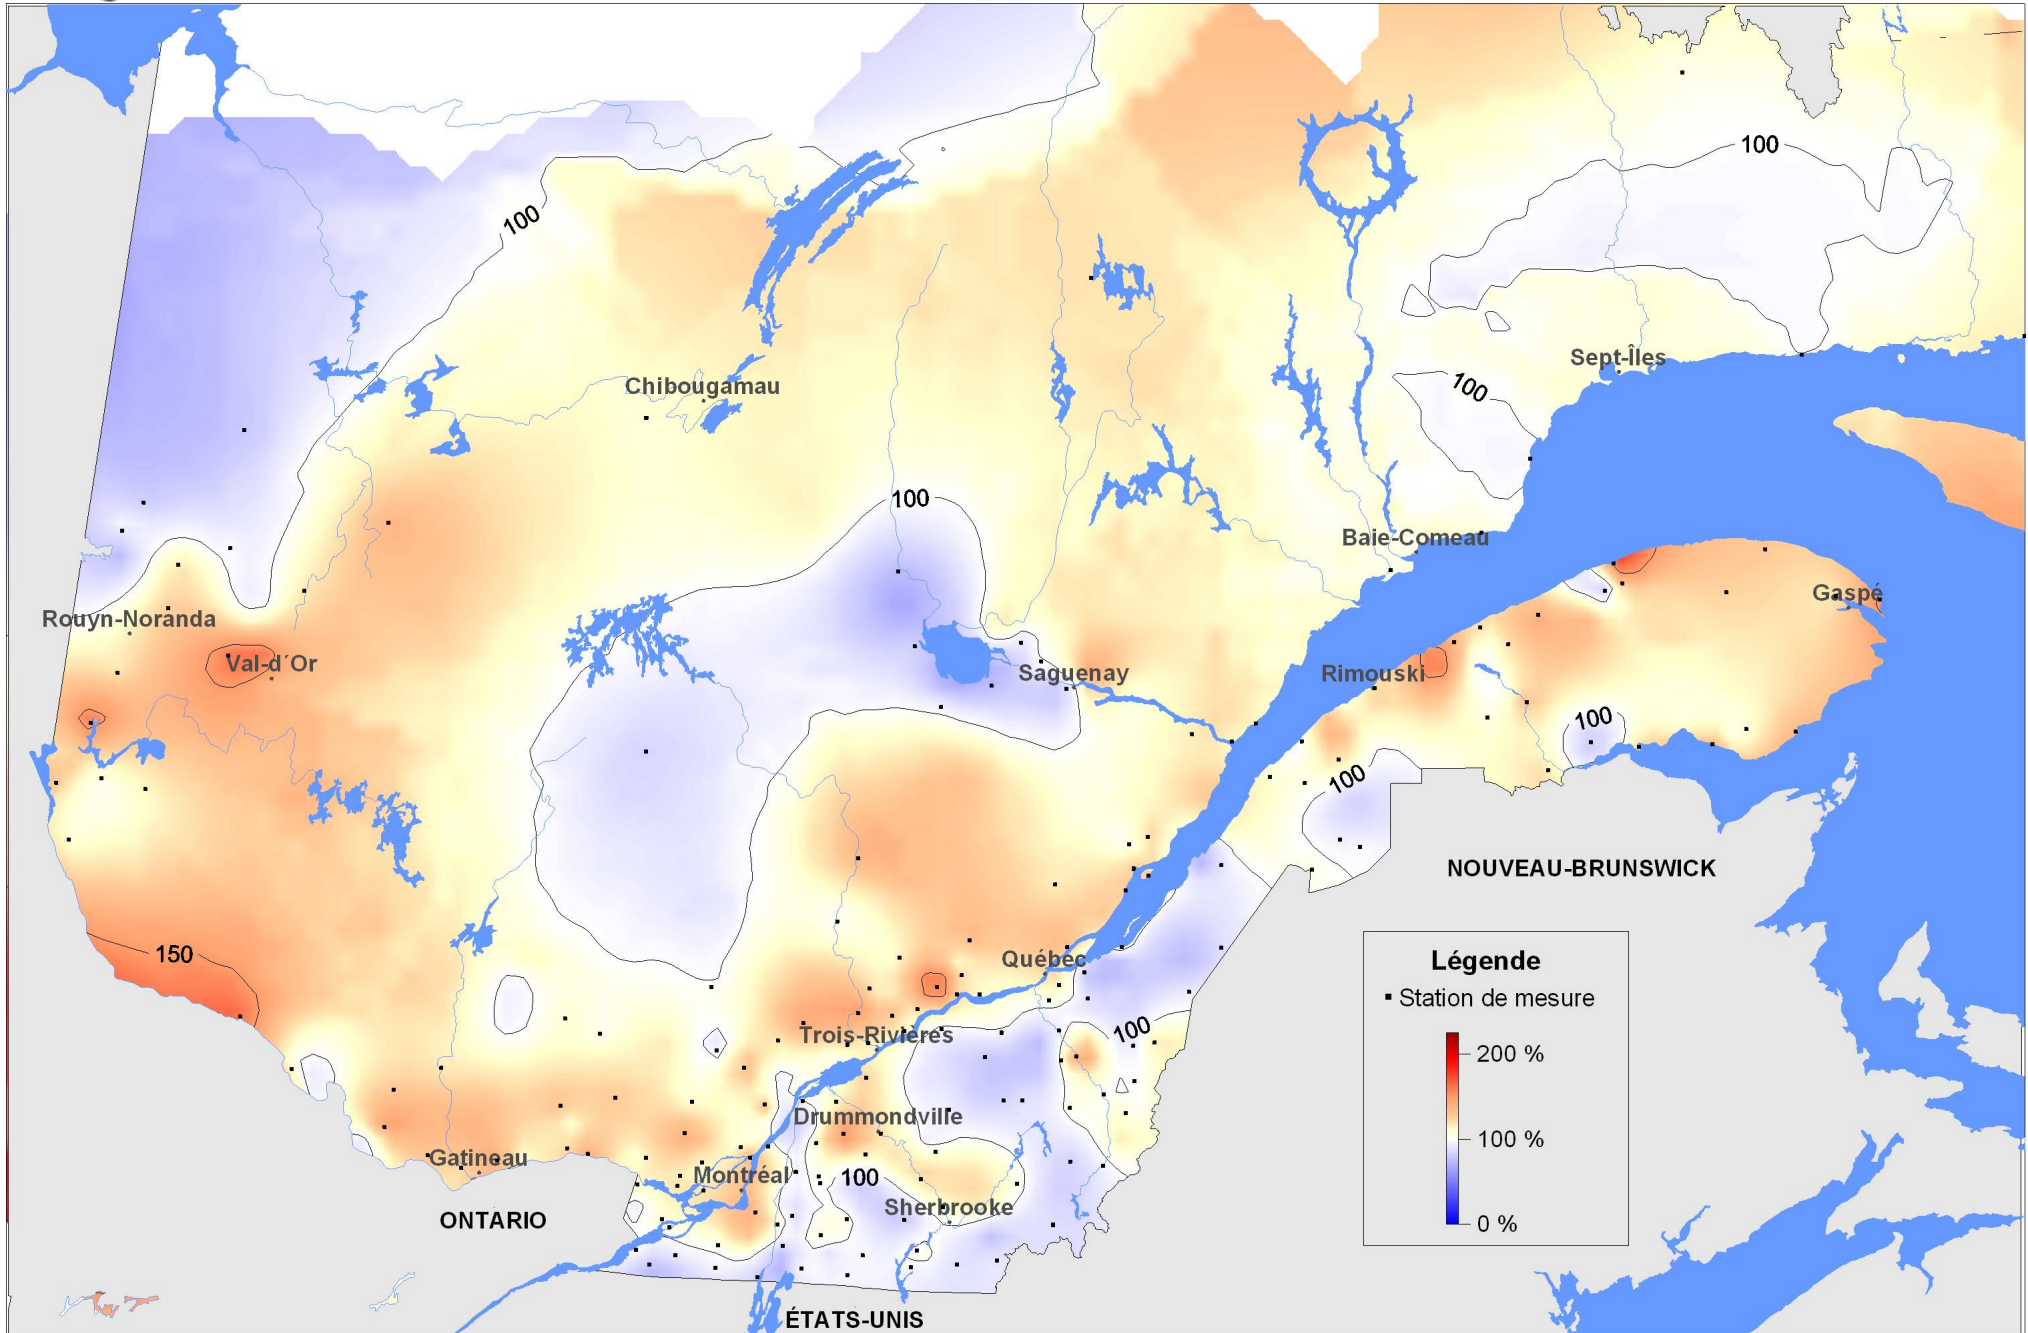 100
100
Sept-Îles
Chibougamau
100
100
Baie-Comeau
Gaspé
Rouyn-Noranda
Val-d´Or
Saguenay
Rimouski
100
100
NOUVEAU-BRUNSWICK
150
Québec
Légende
Station de mesure
Trois-Rivières
100
200 %
Drummondville
100 %
Gatineau
Montréal
100
Sherbrooke
ONTARIO
0 %
ÉTATS-UNIS